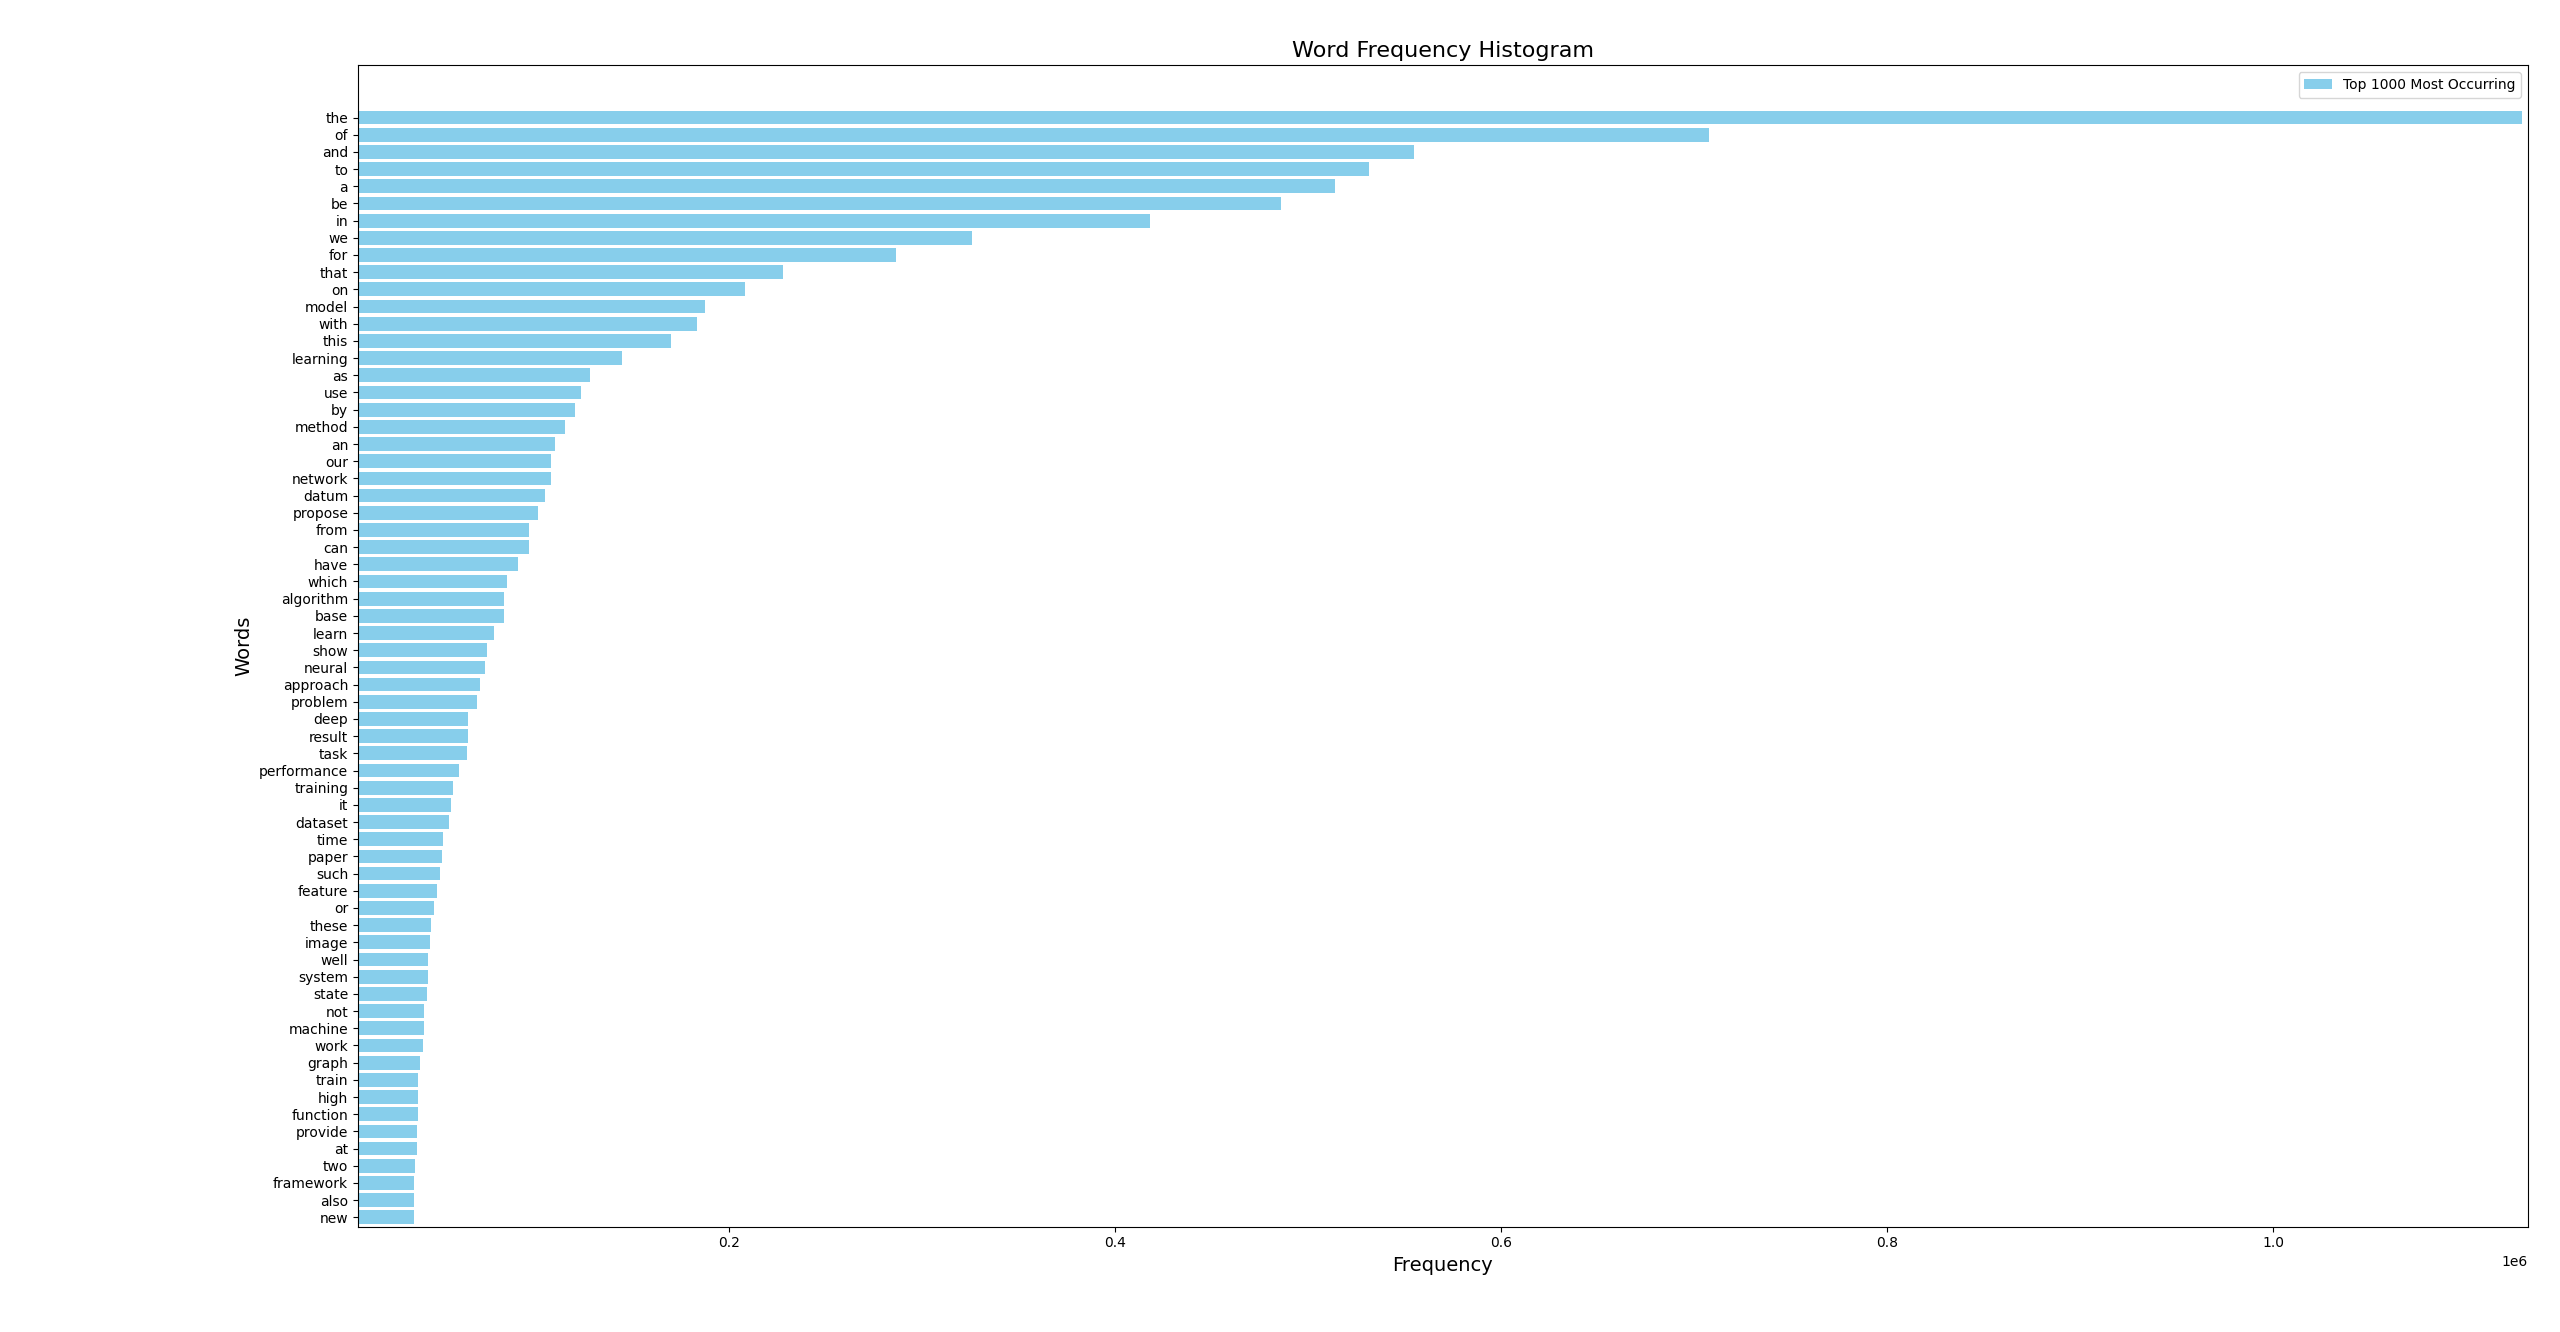 Word Frequency Histogram
Top 1000 Most Occurring
the
of
and
to
a
be
in
we
for
that
on
model
with
this
learning
as
use
by
method
an
our
network
datum
propose
from
can
have
which
algorithm
base
learn
show
neural
approach
problem
deep
result
task
performance
training
it
dataset
time
paper
such
feature
or
these
image
well
system
state
not
machine
work
graph
train
high
function
provide
at
two
framework
also
new
Words
0.2 0.4 0.6 0.8 1.0
1e6
Frequency